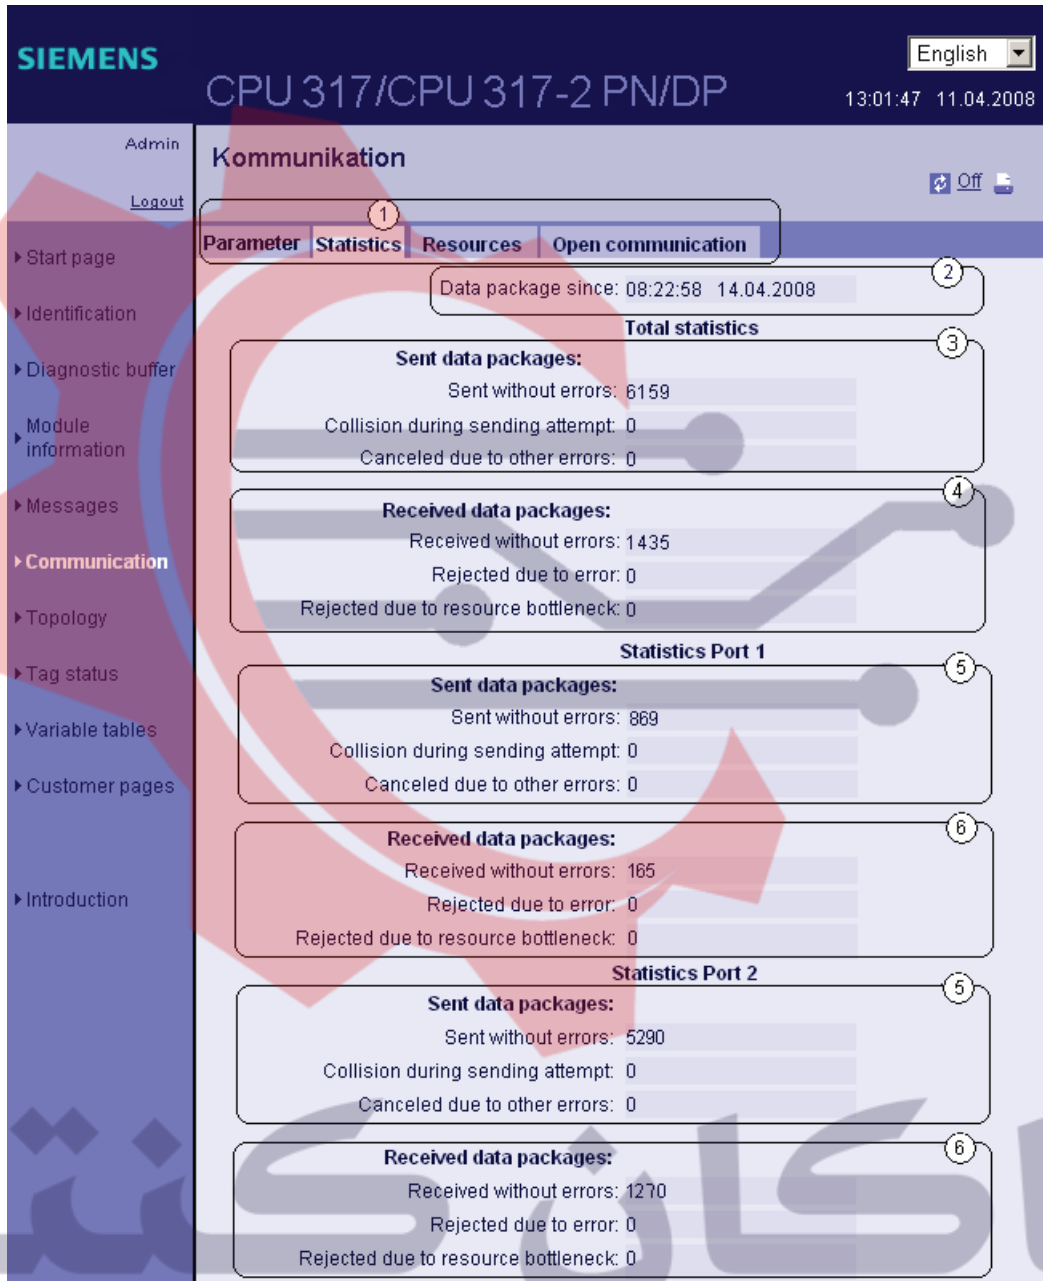 SIEMENS
English
CPU 317/CPU 317-2 PN/DP
13:01:47 11.04.2008
Admin
Kommunikation
Off
Logout
1
Parameter Statistics Resources Open communication
Start page
Identification
Diagnostic buffer
Module information
Messages
Communication
Topology
Tag status
Variable tables
Customer pages
Introduction
2
Data package since: 08:22:58 14.04.2008
Total statistics
3
Sent data packages:
Sent without errors: 6159
Collision during sending attempt: 0
Canceled due to other errors: 0
4
Received data packages:
Received without errors: 1435
Rejected due to error: 0
Rejected due to resource bottleneck: 0
Statistics Port 1
5
Sent data packages:
Sent without errors: 869
Collision during sending attempt: 0
Canceled due to other errors: 0
6
Received data packages:
Received without errors: 165
Rejected due to error: 0
Rejected due to resource bottleneck: 0
Statistics Port 2
5
Sent data packages:
Sent without errors: 5290
Collision during sending attempt: 0
Canceled due to other errors: 0
6
Received data packages:
Received without errors: 1270
Rejected due to error: 0
Rejected due to resource bottleneck: 0